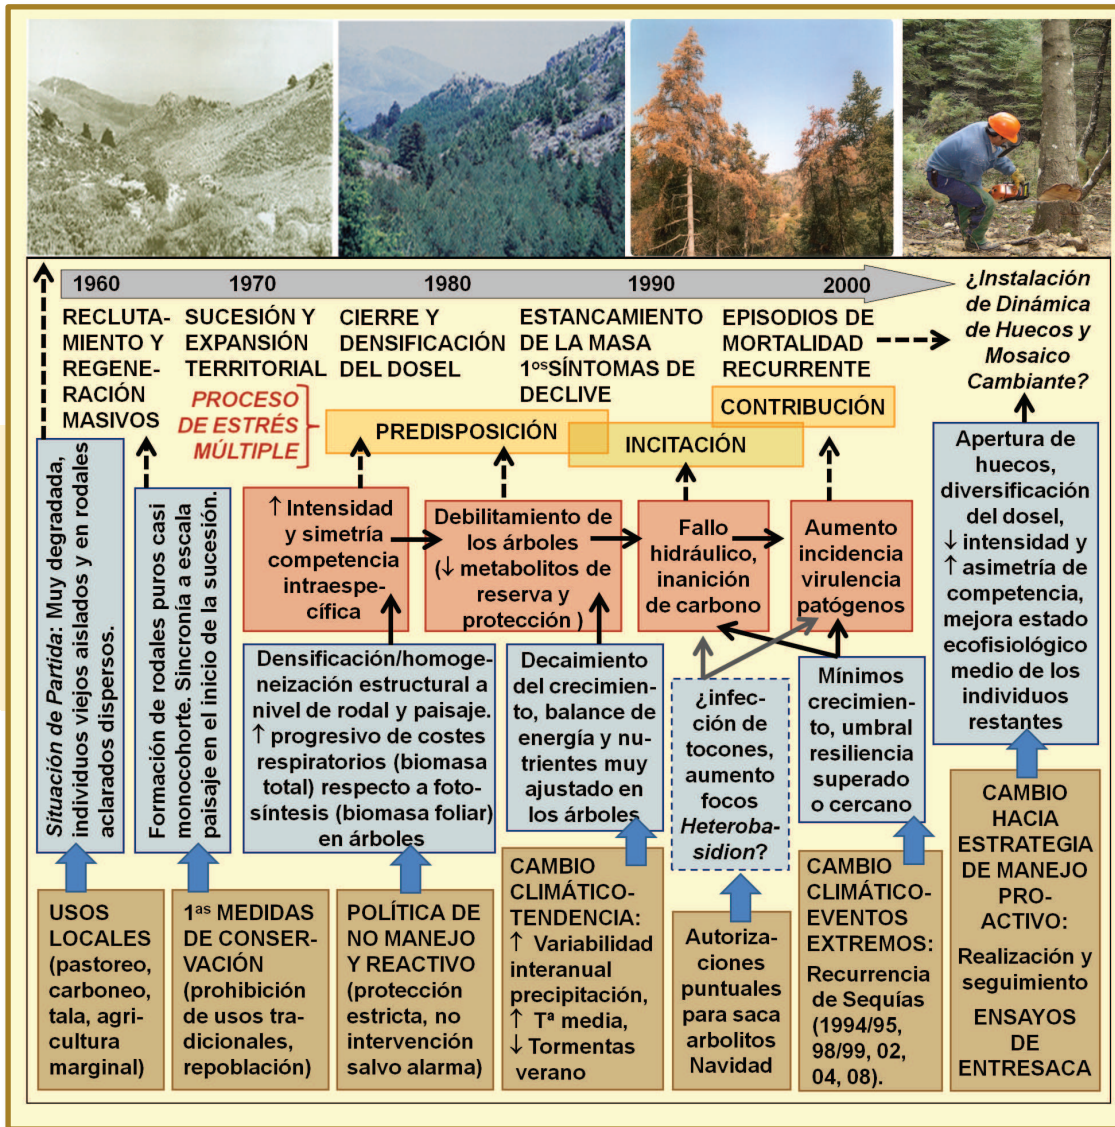 1960 1970 1980 1990 2000
RECLUTA-
MIENTO Y
REGENE-
RACIÓN
MASIVOS
SUCESIÓN Y
EXPANSIÓN
TERRITORIAL
CIERRE Y
DENSIFICACIÓN
DEL DOSEL
ESTANCAMIENTO
DE LA MASA
1ᵒˢSÍNTOMAS DE
DECLIVE
EPISODIOS DE
MORTALIDAD
RECURRENTE
¿Instalación
de Dinámica
de Huecos y
Mosaico
Cambiante?
PROCESO
DE ESTRÉS
MÚLTIPLE
PREDISPOSICIÓN
INCITACIÓN
CONTRIBUCIÓN
Situación de Partida: Muy degradada,
individuos viejos aislados y en rodales
aclarados dispersos.
Formación de rodales puros casi
monocohorte. Sincronía a escala
paisaje en el inicio de la sucesión.
↑ Intensidad
y simetría
competencia
intraespe-
cífica
Debilitamiento de
los árboles
(↓ metabolitos de
reserva y
protección )
Fallo
hidráulico,
inanición
de carbono
Aumento
incidencia
virulencia
patógenos
Apertura de
huecos,
diversificación
del dosel,
↓ intensidad y
↑ asimetría de
competencia,
mejora estado
ecofisiológico
medio de los
individuos
restantes
Densificación/homoge-
neización estructural a
nivel de rodal y paisaje.
↑ progresivo de costes
respiratorios (biomasa
total) respecto a foto-
síntesis (biomasa foliar)
en árboles
Decaimiento
del crecimien-
to, balance de
energía y nu-
trientes muy
ajustado en
los árboles
¿infección
de
tocones,
aumento
focos
Heteroba-
sidion?
Mínimos
crecimiento,
umbral
resiliencia
superado
o cercano
USOS
LOCALES
(pastoreo,
carboneo,
tala, agri-
cultura
marginal)
1ᵃˢ MEDIDAS
DE CONSER-
VACIÓN
(prohibición
de usos tra-
dicionales,
repoblación)
POLÍTICA DE
NO MANEJO
Y REACTIVO
(protección
estricta, no
intervención
salvo alarma)
CAMBIO
CLIMÁTICO-
TENDENCIA:
↑ Variabilidad
interanual
precipitación,
↑ Tª media,
↓ Tormentas
verano
Autoriza-
ciones
puntuales
para saca
arbolitos
Navidad
CAMBIO
CLIMÁTICO-
EVENTOS
EXTREMOS:
Recurrencia
de Sequías
(1994/95,
98/99, 02,
04, 08).
CAMBIO
HACIA
ESTRATEGIA
DE MANEJO
PRO-
ACTIVO:
Realización y
seguimiento
ENSAYOS
DE
ENTRESACA